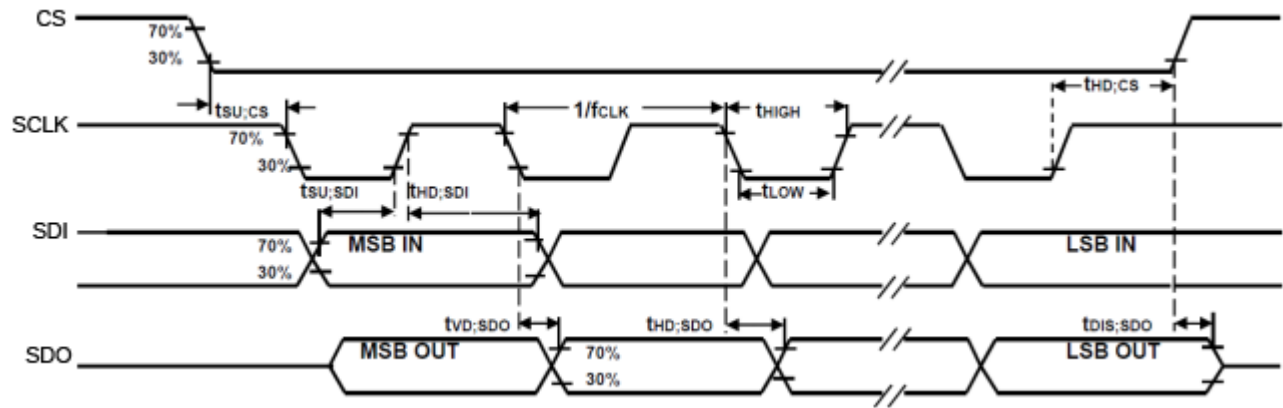 CS
70%
30%
tSU;CS
1/fCLK
tHIGH
tHD;CS
SCLK
70%
30%
tSU;SDI
tHD;SDI
tLOW
SDI
70%
30%
MSB IN
LSB IN
tVD;SDO
tHD;SDO
tDIS;SDO
SDO
MSB OUT
70%
30%
LSB OUT